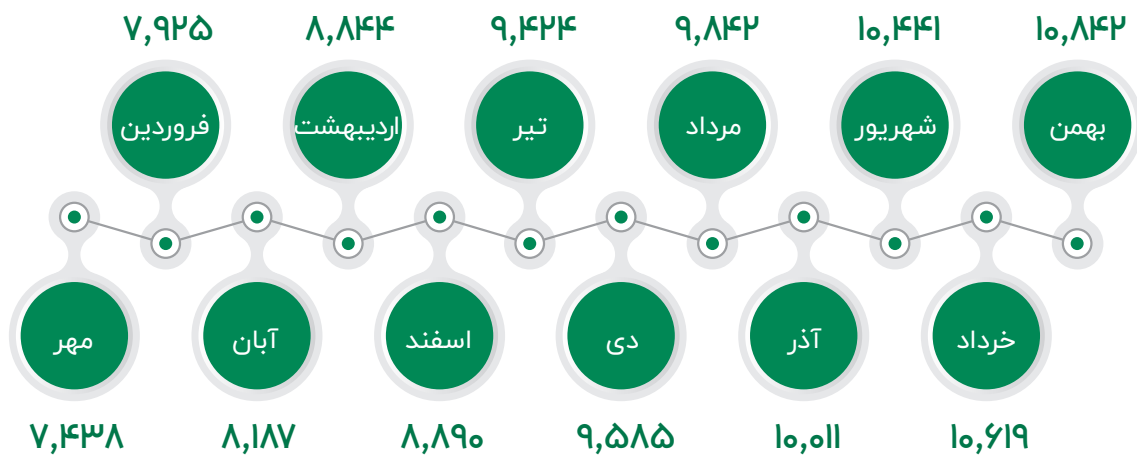 ۷,۹۲۵ ۸,۸۴۴ ۹,۴۲۴ ۹,۸۴۲ ۱۰,۴۴۱ ۱۰,۸۴۲
فروردین اردیبهشت تیر مرداد شهریور بهمن
مهر آبان اسفند دی آذر خرداد
۷,۴۳۸ ۸,۱۸۷ ۸,۸۹۰ ۹,۵۸۵ ۱۰,۰۱۱ ۱۰,۶۱۹